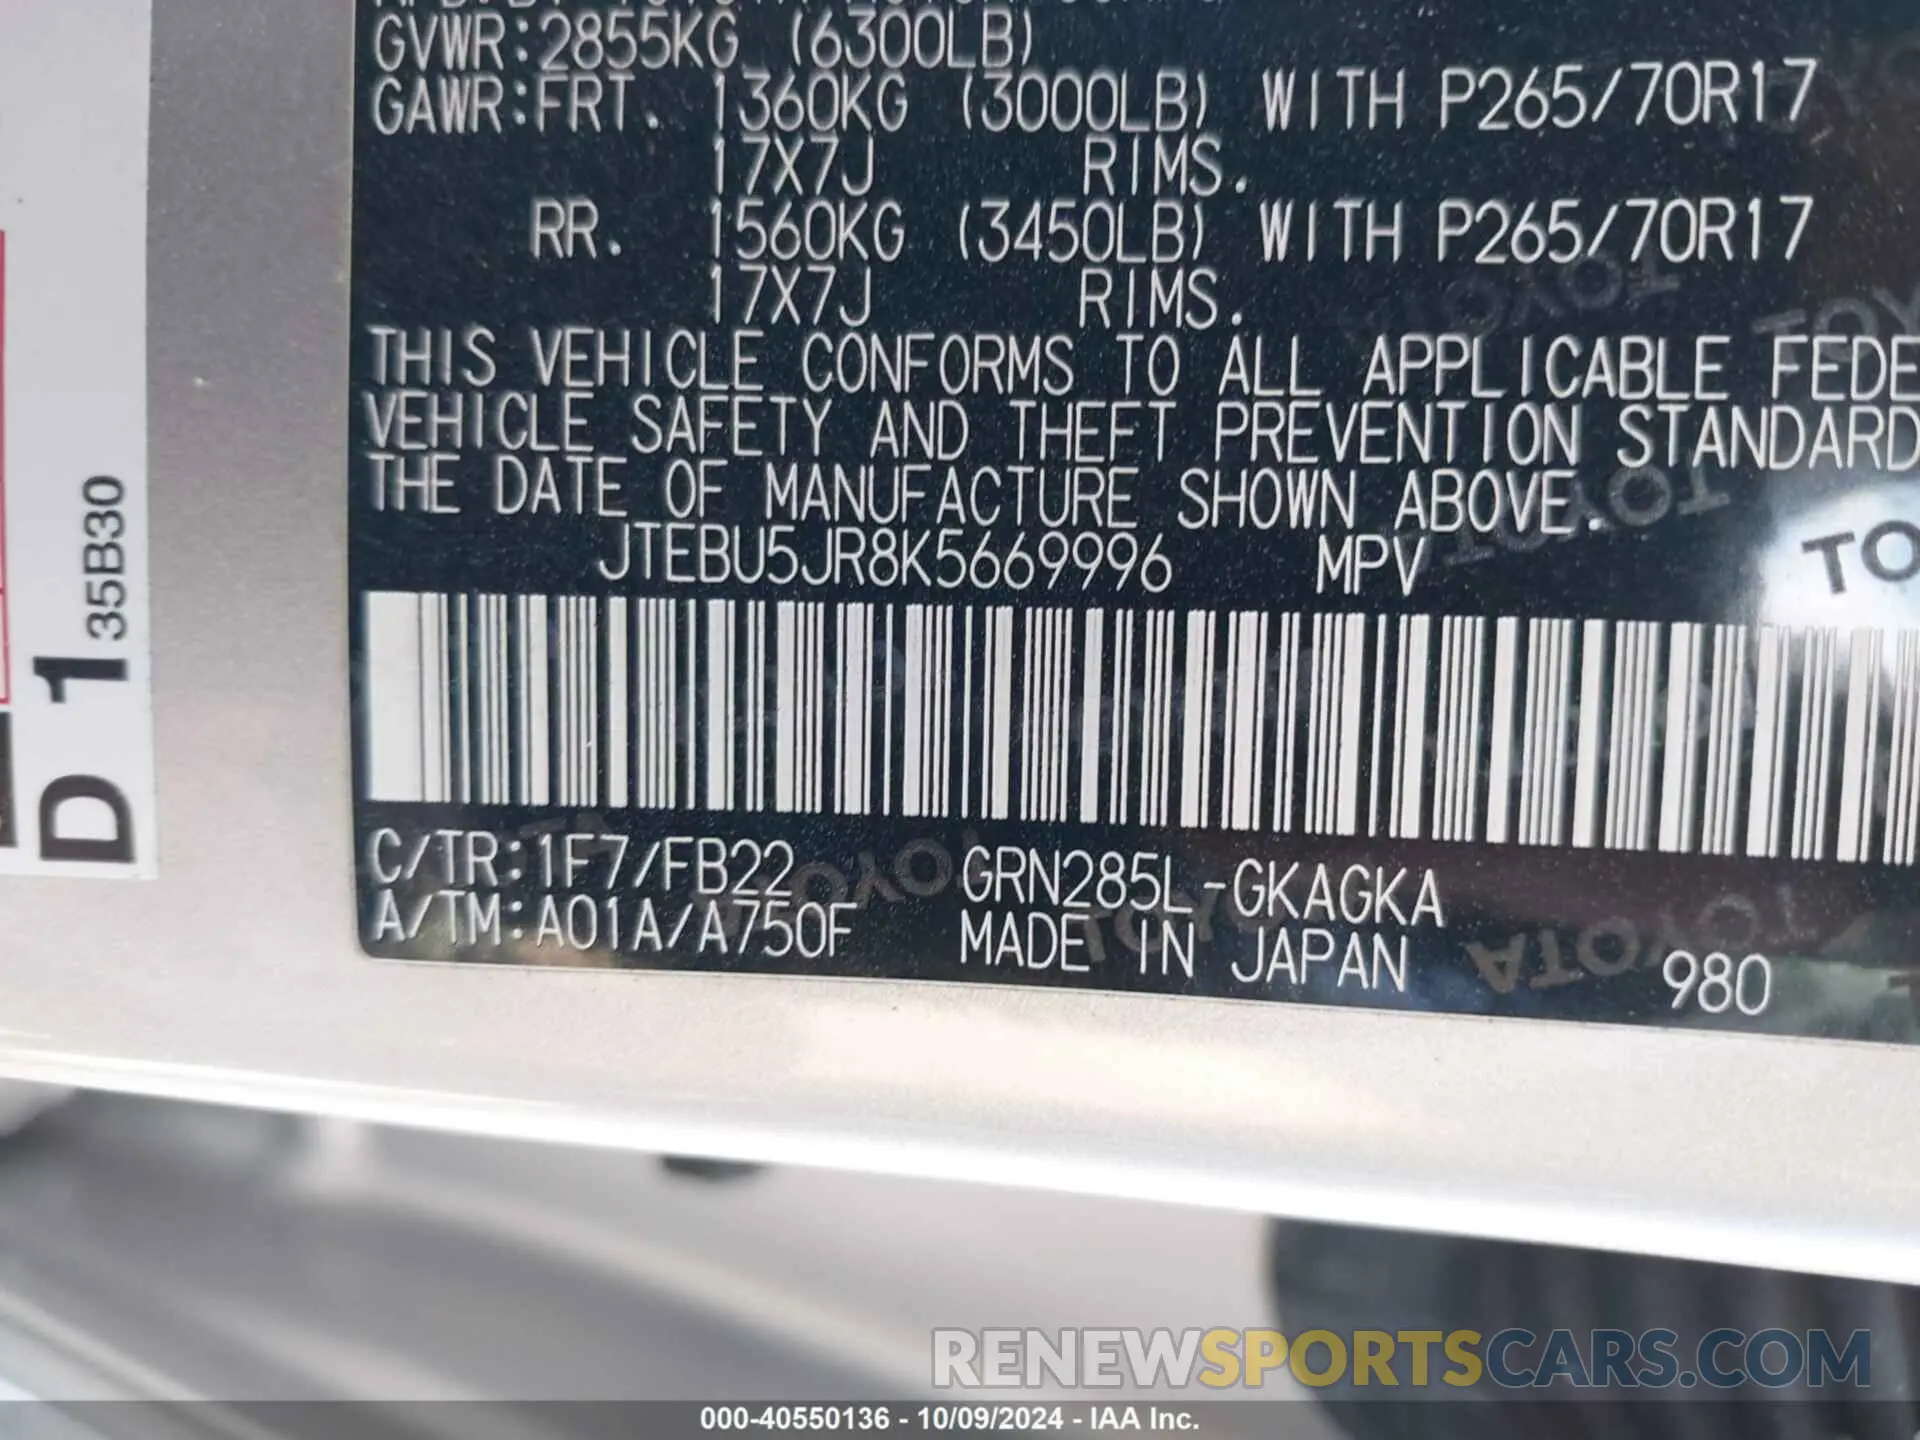 GVWR:2855KG (6300LB)
GAWR:FRT. 1360KG (3000LB) WITH P265/70R17
17X7J RIMS.
RR. 1560KG (3450LB) WITH P265/70R17
17X7J RIMS.
THIS VEHICLE CONFORMS TO ALL APPLICABLE FEDE
VEHICLE SAFETY AND THEFT PREVENTION STANDARD
THE DATE OF MANUFACTURE SHOWN ABOVE.
JTEBU5JR8K5669996 MPV
C/TR:1F7/FB22 GRN285L-GKAGKA
A/TM:A01A/A750F MADE IN JAPAN 980
D 1 35B30
RENEWSPORTSCARS.COM
000-40550136 - 10/09/2024 - IAA Inc.